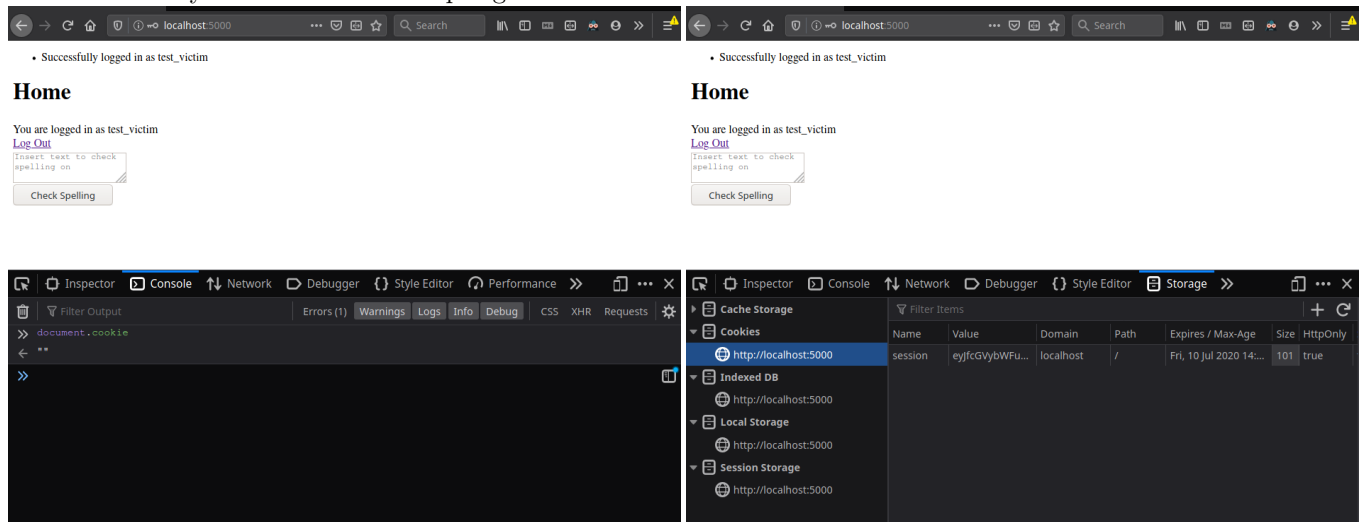 localhost:5000
Search
• Successfully logged in as test_victim
Home
You are logged in as test_victim
Log Out
Insert text to check spelling on
Check Spelling
Inspector Console Network Debugger Style Editor Performance
Filter Output
Errors (1) Warnings Logs Info Debug CSS XHR Requests
document.cookie
""
localhost:5000
Search
• Successfully logged in as test_victim
Home
You are logged in as test_victim
Log Out
Insert text to check
spelling on
Check Spelling
Inspector Console Network Debugger Style Editor Storage
Cache Storage
Cookies
http://localhost:5000
Indexed DB
http://localhost:5000
Local Storage
http://localhost:5000
Session Storage
http://localhost:5000
Filter Items
Name Value Domain Path Expires / Max-Age Size HttpOnly
session eyJfcGVybWFu... localhost / Fri, 10 Jul 2020 14:... 101 true